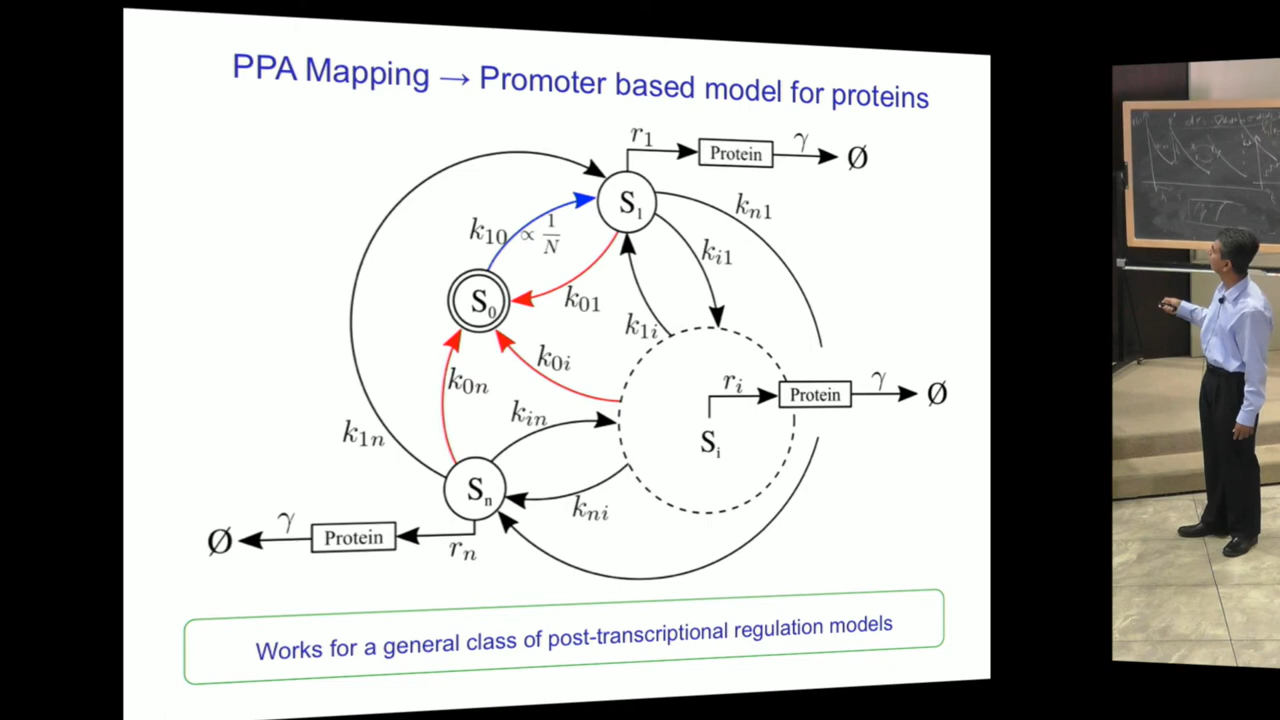 PPA Mapping → Promoter based model for proteins
r₁
Protein
γ
Ø
S₁
kₙ₁
k₁₀ ∝ 1/N
kᵢ₁
S₀
k₀₁
k₁ᵢ
k₀ᵢ
k₀ₙ
rᵢ
Protein
γ
Ø
kᵢₙ
Sᵢ
k₁ₙ
Sₙ
kₙᵢ
Ø
γ
Protein
rₙ
Works for a general class of post-transcriptional regulation models